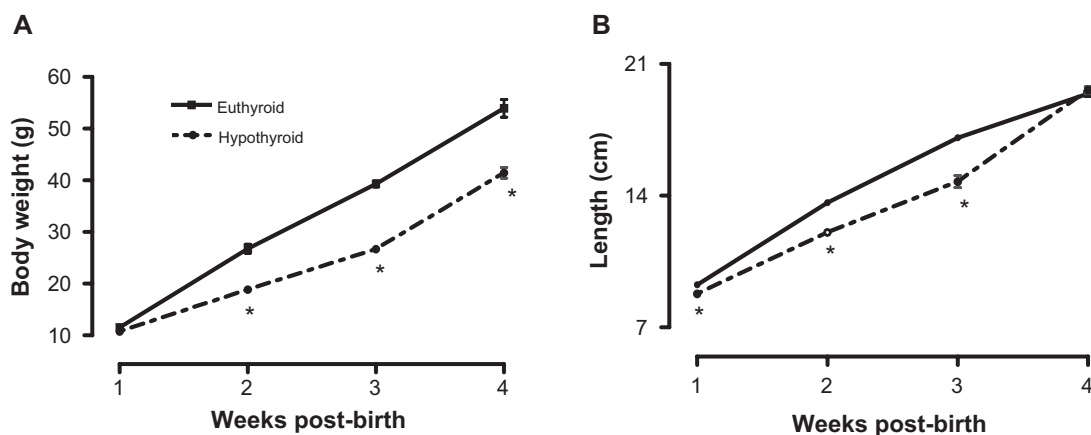 A
Body weight (g)
60
50
40
30
20
10
Euthyroid
Hypothyroid
*
*
*
1 2 3 4
Weeks post-birth
B
Length (cm)
21
14
7
*
*
*
1 2 3 4
Weeks post-birth